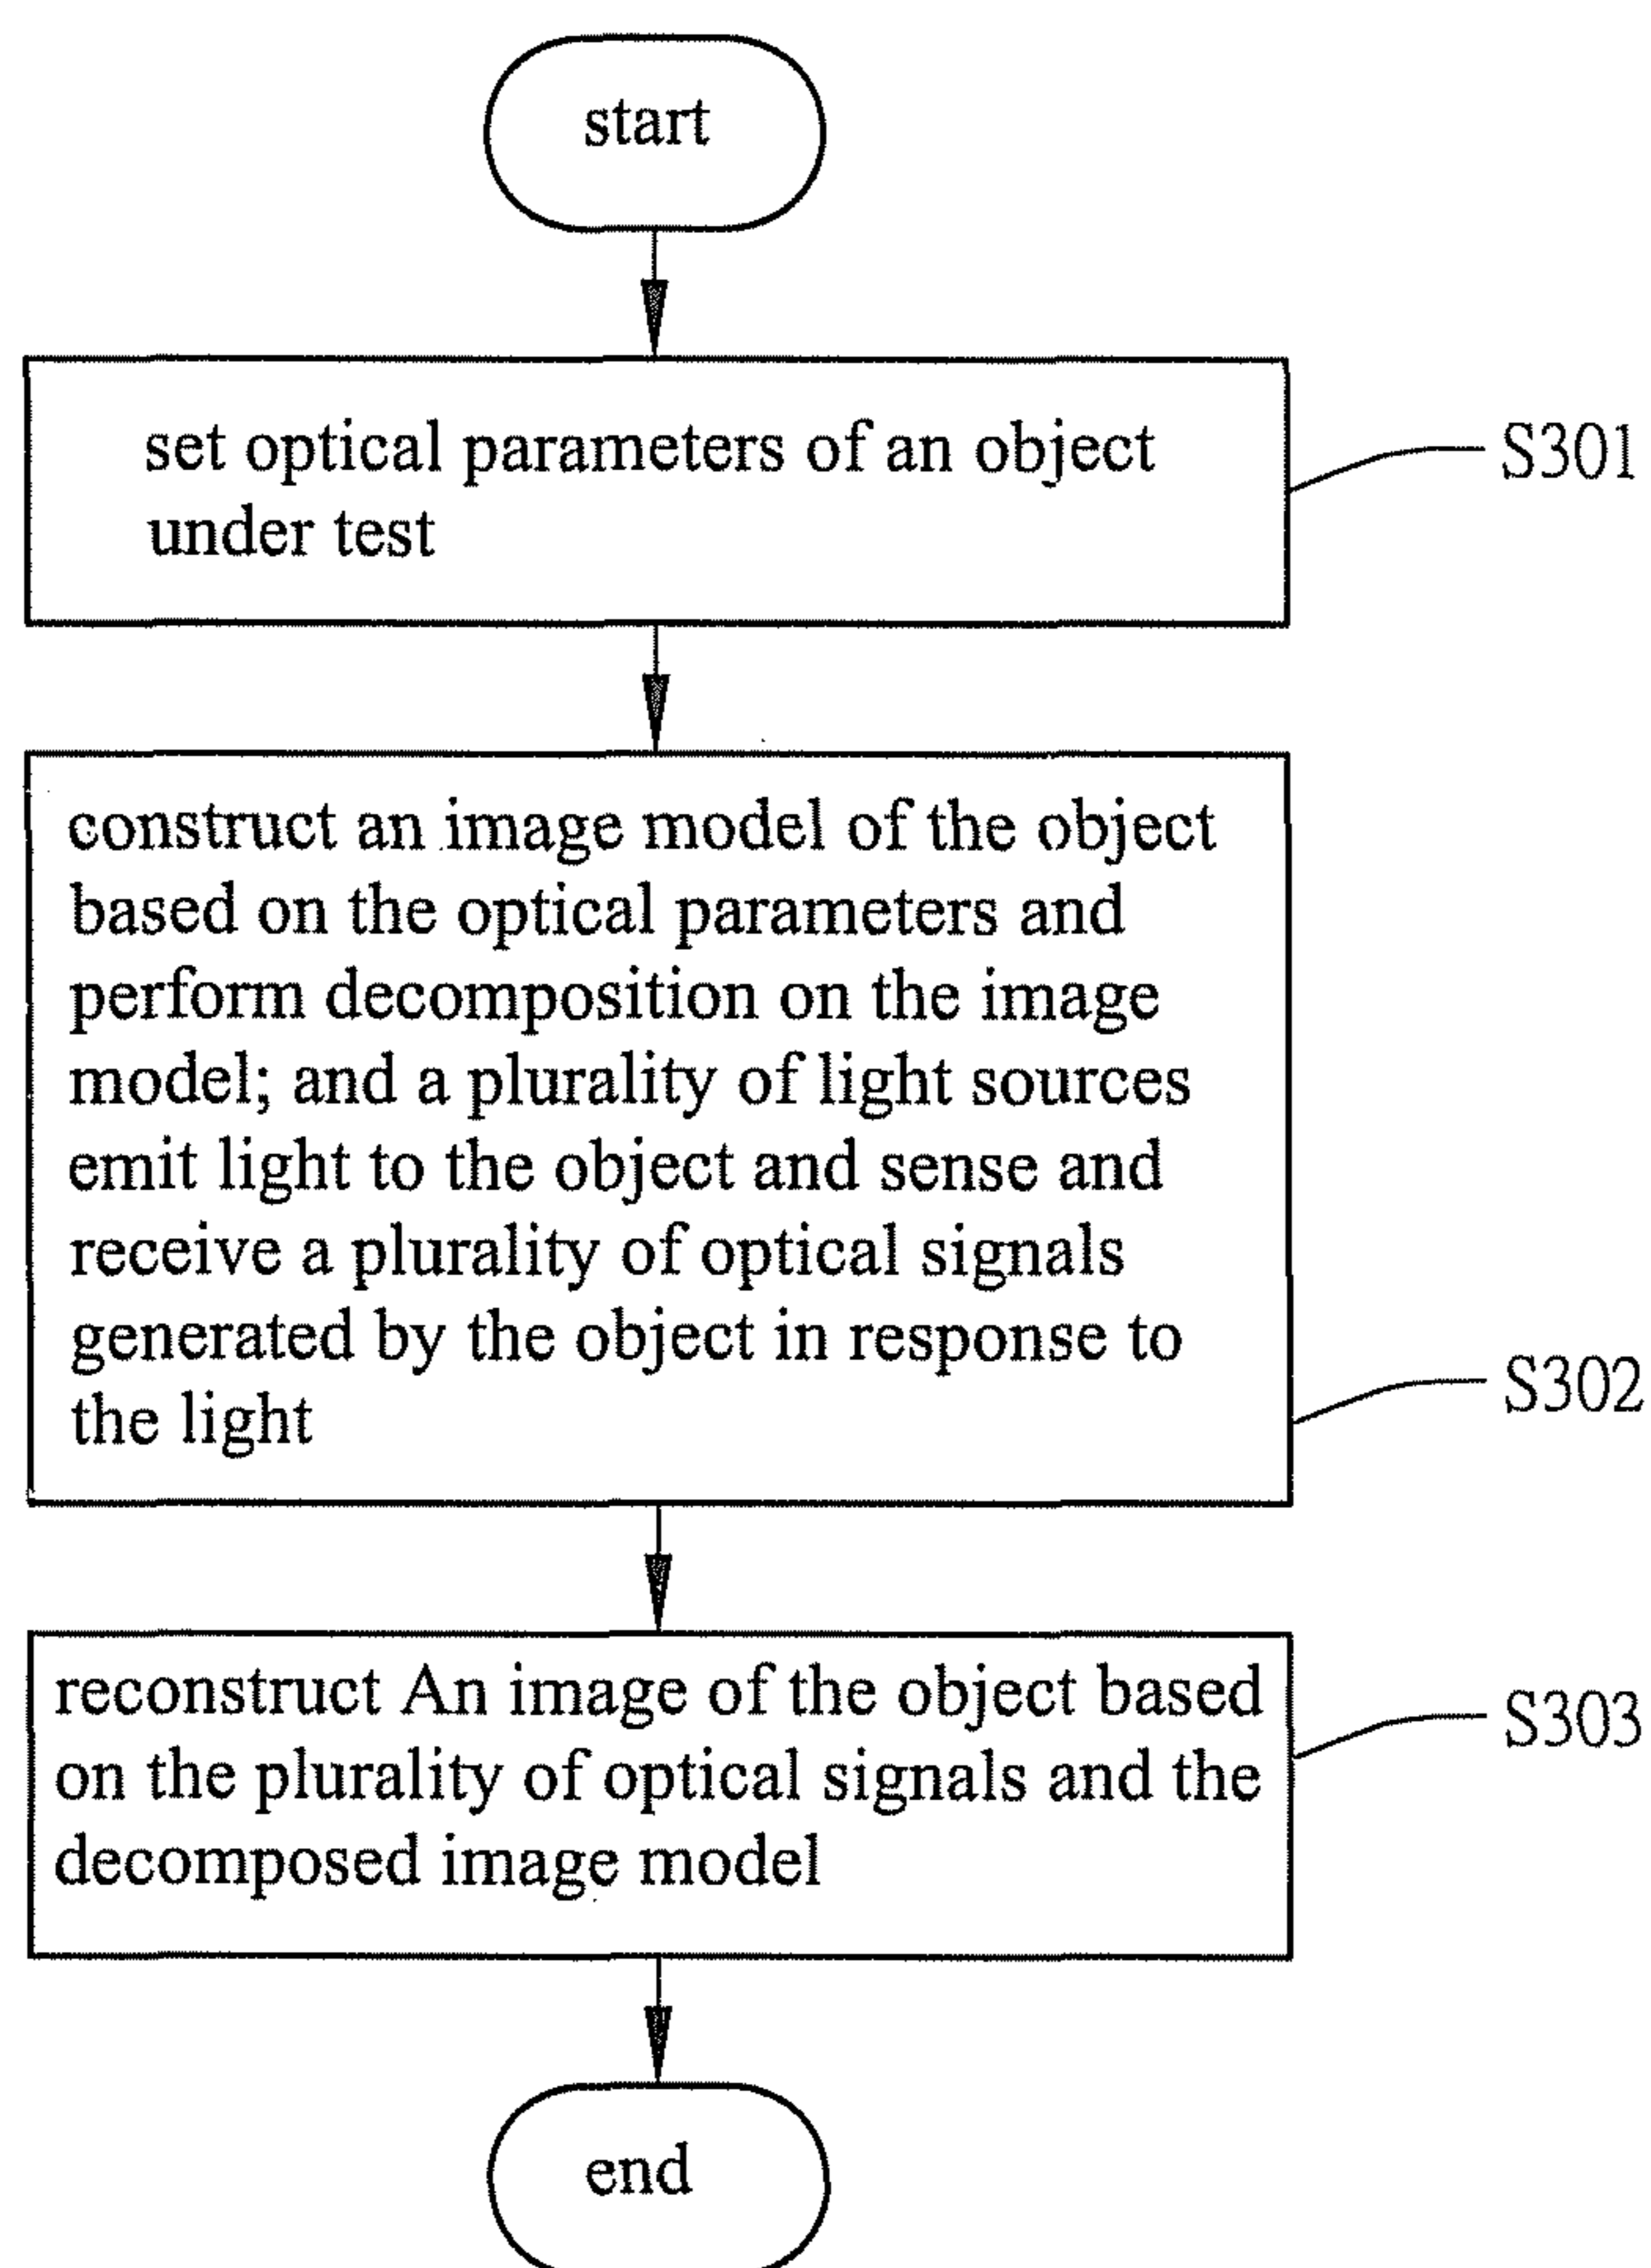 start
set optical parameters of an object
under test
S301
construct an image model of the object
based on the optical parameters and
perform decomposition on the image
model; and a plurality of light sources
emit light to the object and sense and
receive a plurality of optical signals
generated by the object in response to
the light
S302
reconstruct An image of the object based
on the plurality of optical signals and the
decomposed image model
S303
end